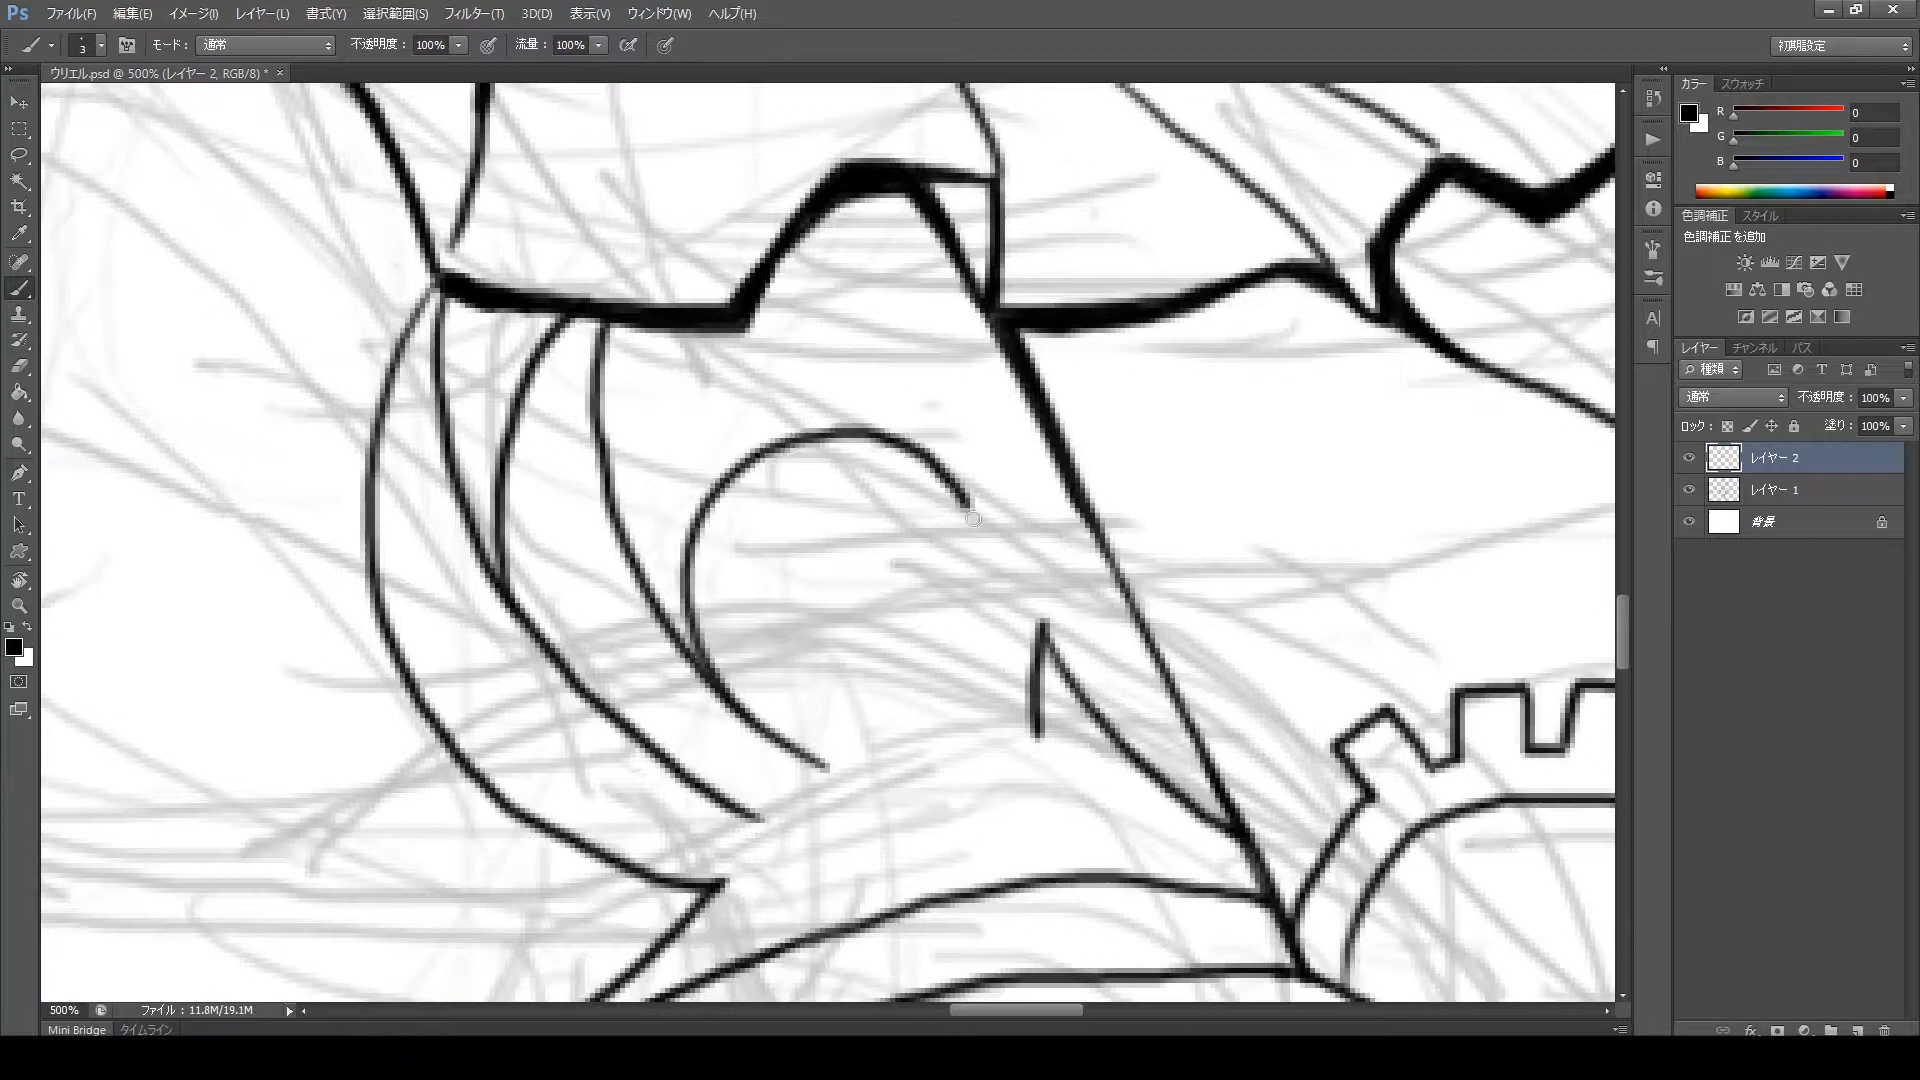 Ps ファイル(F) 編集(E) イメージ(I) レイヤー(L) 書式(Y) 選択範囲(S) フィルター(T) 3D(D) 表示(V) ウィンドウ(W) ヘルプ(H)
3 モード： 通常 不透明度： 100% 流量： 100% 初期設定
ウリエル.psd @ 500% (レイヤー 2, RGB/8) * ×
カラー スウォッチ
R 0
G 0
B 0
色調補正 スタイル
色調補正を追加
レイヤー チャンネル パス
種類
通常 不透明度： 100%
ロック： 塗り： 100%
レイヤー 2
レイヤー 1
背景
500% ファイル：11.8M/19.1M
Mini Bridge タイムライン